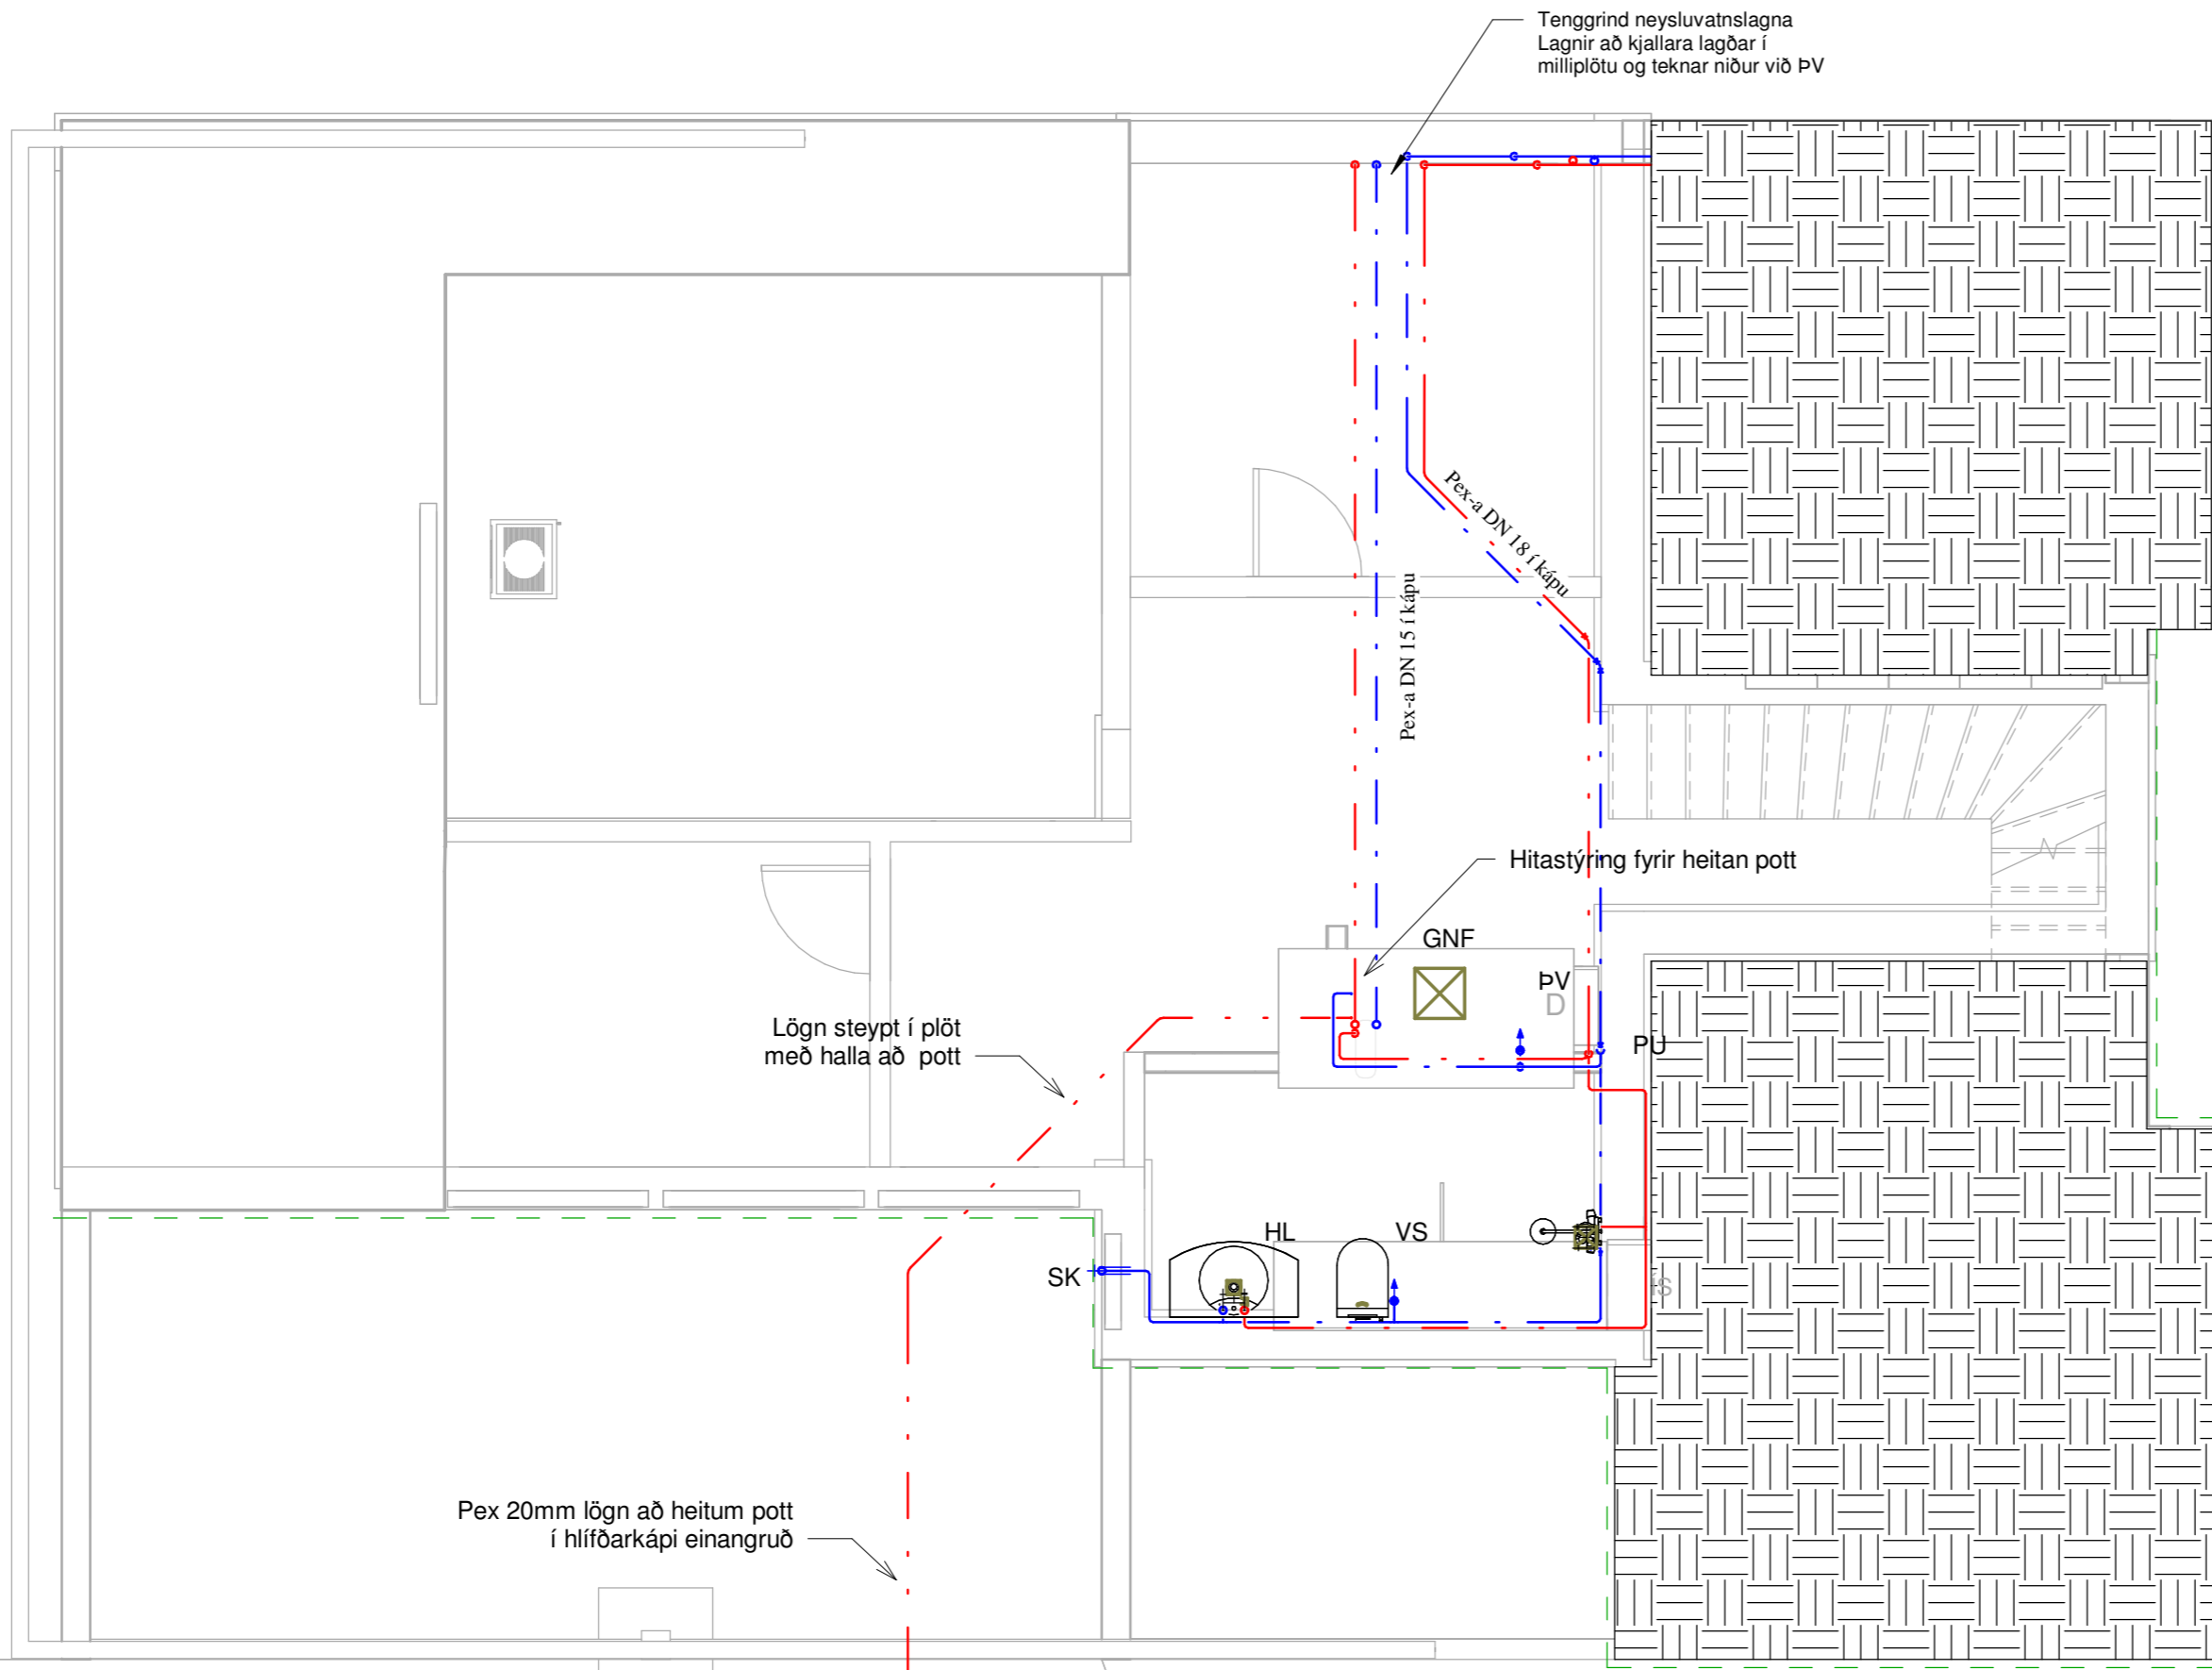 Tenggrind neysluvatnslagna
Lagnir að kjallara lagðar í
milliplötu og teknar niður við ÞV
Pex-a DN 18 í kápu
Pex-a DN 15 í kápu
Hitastýring fyrir heitan pott
GNF
ÞV
D
PU
Lögn steypt í plöt
með halla að pott
HL
VS
SK
ÍS
Pex 20mm lögn að heitum pott
í hlífðarkápi einangruð
N